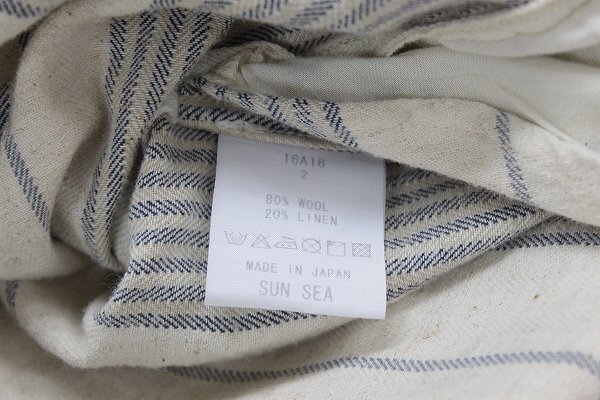 16A18
2
80% WOOL
20% LINEN
MADE IN JAPAN
SUN SEA